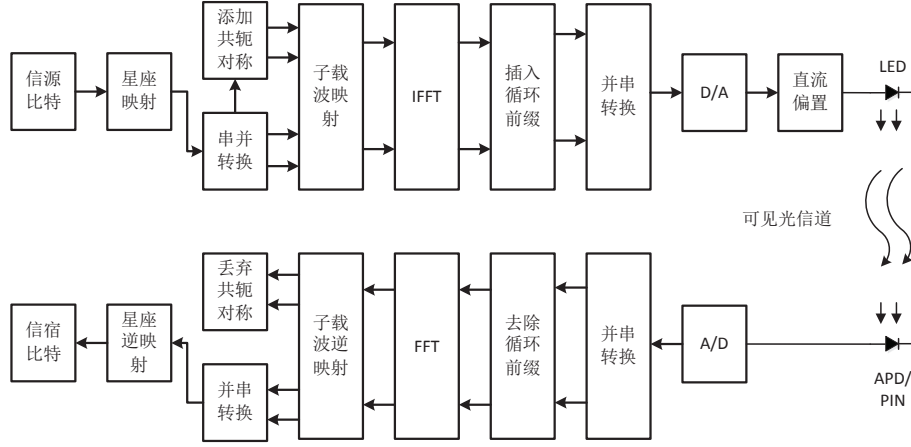 信源
比特
星座
映射
添加
共轭
对称
串并
转换
子载
波映
射
IFFT
插入
循环
前缀
并串
转换
D/A
直流
偏置
LED
可见光信道
信宿
比特
星座
逆映
射
丢弃
共轭
对称
并串
转换
子载
波逆
映射
FFT
去除
循环
前缀
并串
转换
A/D
APD/
PIN